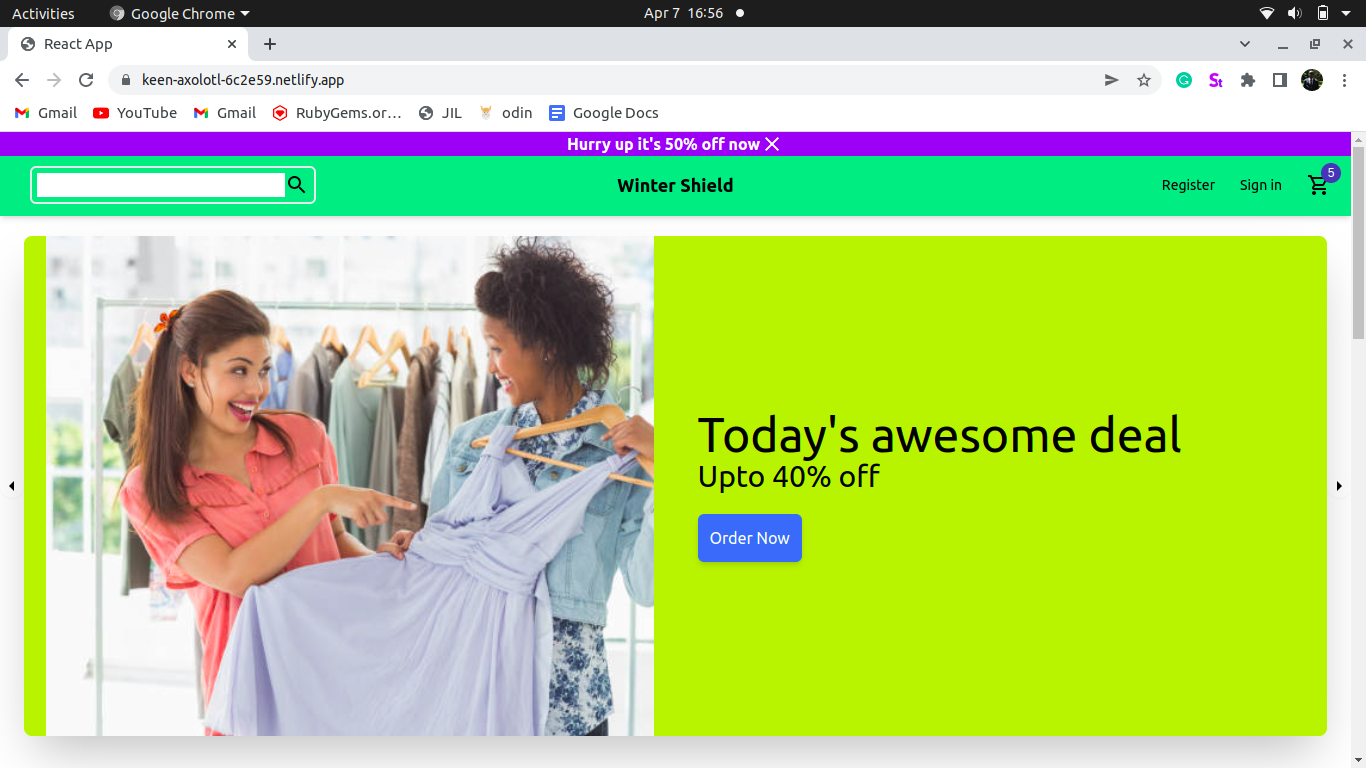 Activities Google Chrome Apr 7 16:56
React App
keen-axolotl-6c2e59.netlify.app
Gmail YouTube Gmail RubyGems.or... JIL odin Google Docs
Hurry up it's 50% off now
Winter Shield Register Sign in 5
Today's awesome deal
Upto 40% off
Order Now